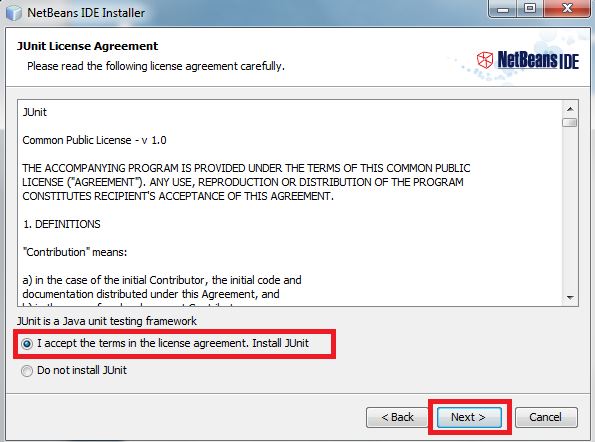 NetBeans IDE Installer
JUnit License Agreement
Please read the following license agreement carefully.
NetBeans IDE
JUnit
Common Public License - v 1.0
THE ACCOMPANYING PROGRAM IS PROVIDED UNDER THE TERMS OF THIS COMMON PUBLIC
LICENSE ("AGREEMENT"). ANY USE, REPRODUCTION OR DISTRIBUTION OF THE PROGRAM
CONSTITUTES RECIPIENT'S ACCEPTANCE OF THIS AGREEMENT.
1. DEFINITIONS
"Contribution" means:
a) in the case of the initial Contributor, the initial code and
documentation distributed under this Agreement, and
JUnit is a Java unit testing framework
I accept the terms in the license agreement. Install JUnit
Do not install JUnit
< Back
Next >
Cancel